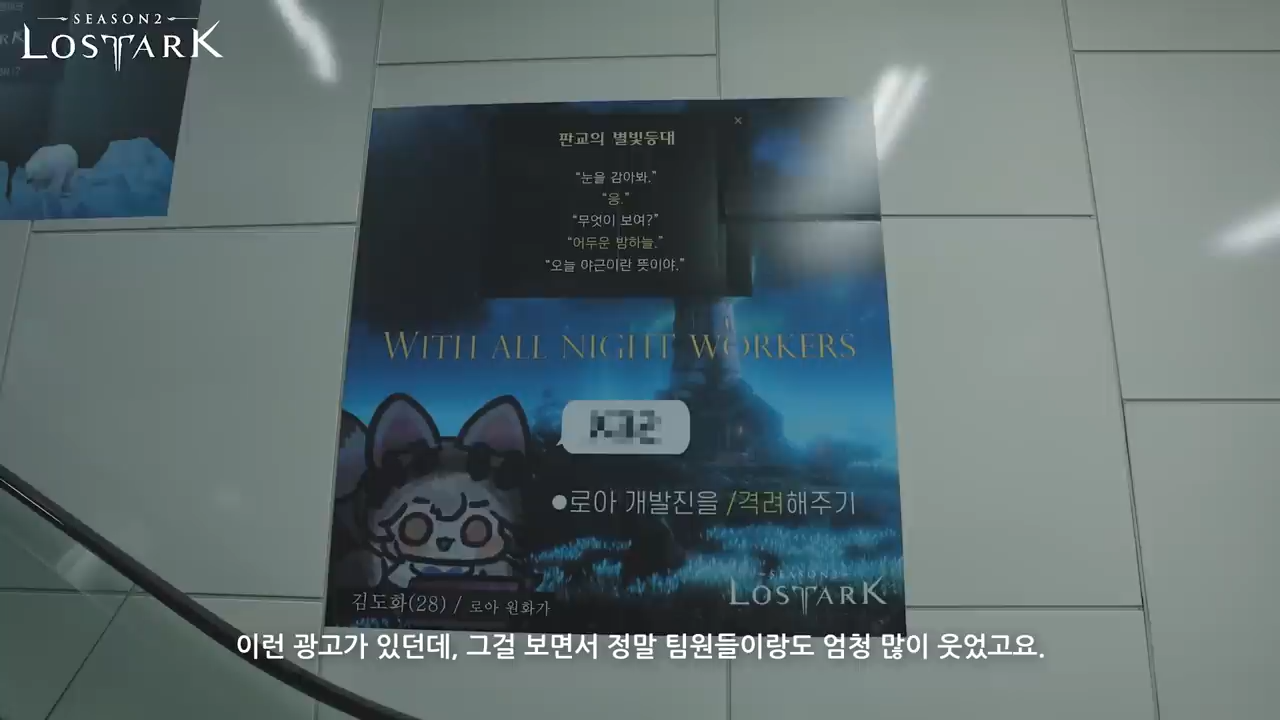 SEASON2
LOSTARK
×
판교의 별빛등대
"눈을 감아봐."
"응."
"무엇이 보여?"
"어두운 밤하늘."
"오늘 야근이란 뜻이야."
WITH ALL NIGHT WORKERS
●로아 개발진을 /격려해주기
SEASON2
LOSTARK
김도화(28) / 로아 원화가
이런 광고가 있던데, 그걸 보면서 정말 팀원들이랑도 엄청 많이 웃었고요.